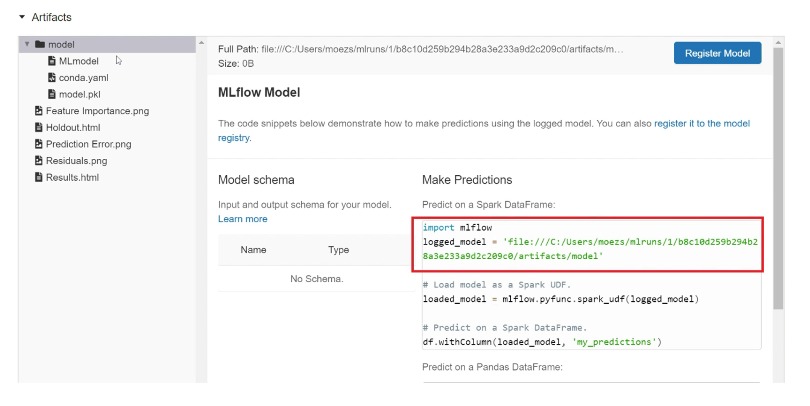 Artifacts
model
MLmodel
conda.yaml
model.pkl
Feature Importance.png
Holdout.html
Prediction Error.png
Residuals.png
Results.html
Full Path: file:///C:/Users/moezs/mlruns/1/b8c10d259b294b28a3e233a9d2c209c0/artifacts/m...
Size: 0B
Register Model
MLflow Model
The code snippets below demonstrate how to make predictions using the logged model. You can also register it to the model
registry.
Model schema
Input and output schema for your model.
Learn more
Name Type
No Schema.
Make Predictions
Predict on a Spark DataFrame:
import mlflow
logged_model = 'file:///C:/Users/moezs/mlruns/1/b8c10d259b294b2
8a3e233a9d2c209c0/artifacts/model'
# Load model as a Spark UDF.
loaded_model = mlflow.pyfunc.spark_udf(logged_model)
# Predict on a Spark DataFrame.
df.withColumn(loaded_model, 'my_predictions')
Predict on a Pandas DataFrame: